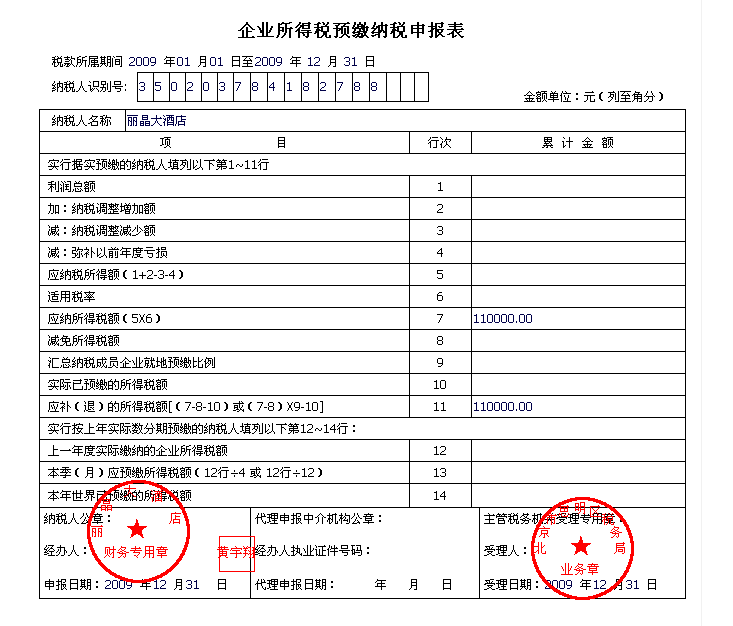 企业所得税预缴纳税申报表
税款所属期间 2009 年01 月01 日至2009 年 12 月 31 日
纳税人识别号: 350203784182788
金额单位：元（列至角分）
纳税人名称 丽晶大酒店
项 目 行次 累 计 金 额
实行据实预缴的纳税人填列以下第1~11行
利润总额 1
加：纳税调整增加额 2
减：纳税调整减少额 3
减：弥补以前年度亏损 4
应纳税所得额（1+2-3-4） 5
适用税率 6
应纳所得税额（5X6） 7 110000.00
减免所得税额 8
汇总纳税成员企业就地预缴比例 9
实际已预缴的所得税额 10
应补（退）的所得税额[（7-8-10）或（7-8）X9-10] 11 110000.00
实行按上年实际数分期预缴的纳税人填列以下第12~14行：
上一年度实际缴纳的企业所得税额 12
本季（月）应预缴所得税额（12行÷4 或 12行÷12） 13
本年世界已预缴的所得税额 14
纳税人公章： 代理申报中介机构公章： 主管税务机关受理专用章：
丽晶大酒店
财务专用章
北京市 明区税务局
业务章
经办人： 黄宇翔 经办人执业证件号码： 受理人：
申报日期：2009 年12 月31 日 代理申报日期： 年 月 日 受理日期：2009 年12 月31 日